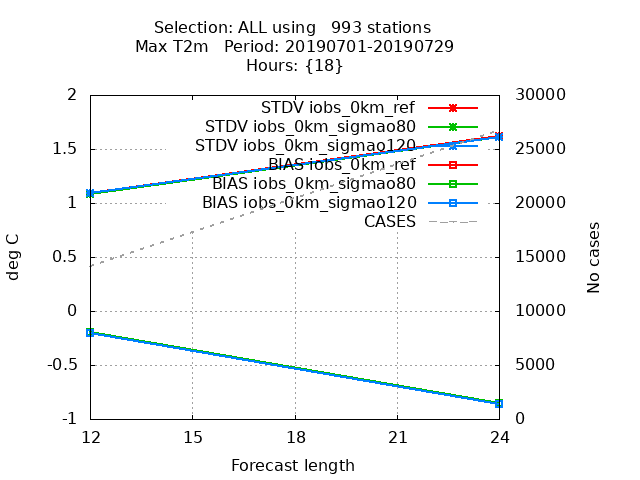 Selection: ALL using   993 stations
Max T2m   Period: 20190701-20190729
Hours: {18}
2 30000
STDV iobs_0km_ref
STDV iobs_0km_sigmao80
1.5 STDV iobs_0km_sigmao120 25000
BIAS iobs_0km_ref
BIAS iobs_0km_sigmao80
1 BIAS iobs_0km_sigmao120 20000
CASES
deg C
No cases
0.5 15000
0 10000
-0.5 5000
-1 0
12 15 18 21 24
Forecast length